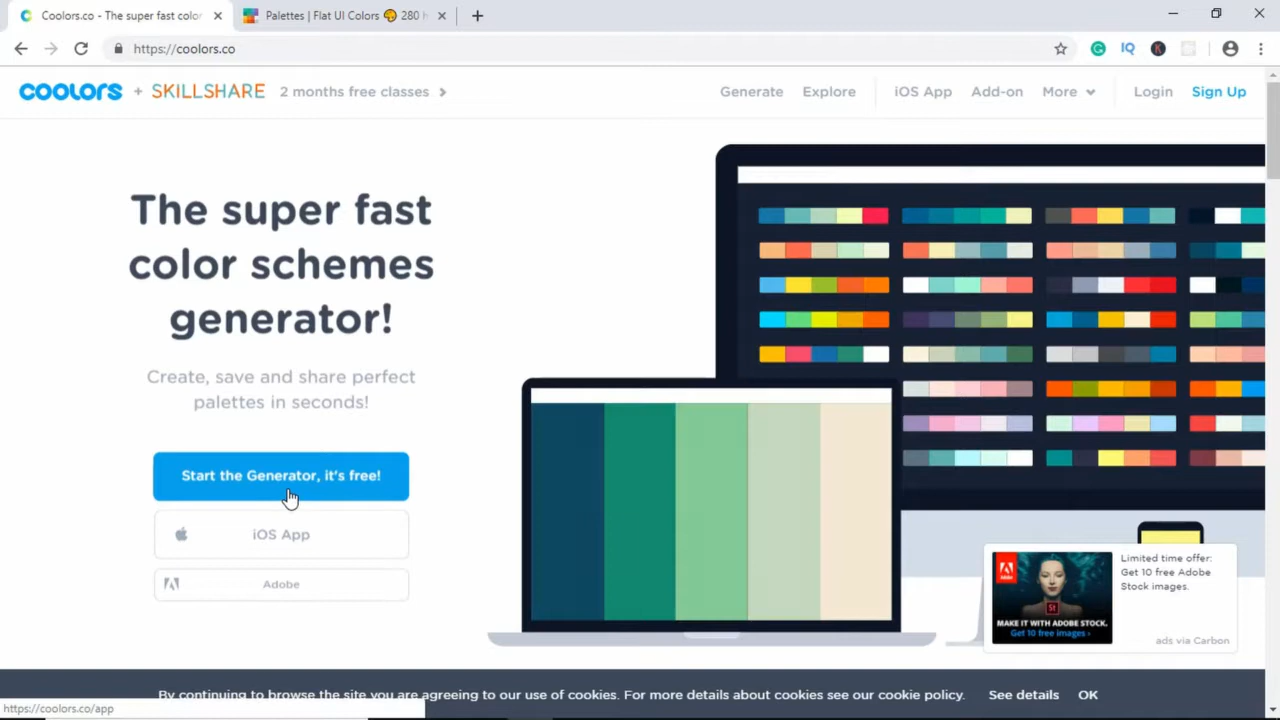 Coolors.co - The super fast color
Palettes | Flat UI Colors 🎨 280 h
https://coolors.co
IQ
K
coolors + SKILLSHARE 2 months free classes
Generate Explore iOS App Add-on More Login Sign Up
The super fast
color schemes
generator!
Create, save and share perfect
palettes in seconds!
Start the Generator, it's free!
iOS App
Adobe
St
MAKE IT WITH ADOBE STOCK.
Get 10 free images ›
Limited time offer:
Get 10 free Adobe
Stock images.
ads via Carbon
By continuing to browse the site you are agreeing to our use of cookies. For more details about cookies see our cookie policy. See details OK
https://coolors.co/app